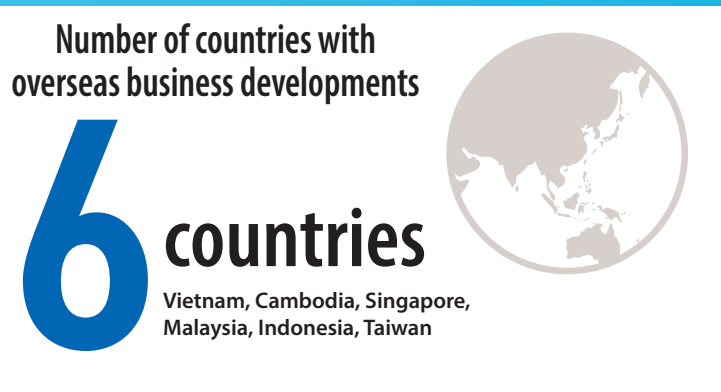 Number of countries with
overseas business developments
6 countries
Vietnam, Cambodia, Singapore,
Malaysia, Indonesia, Taiwan